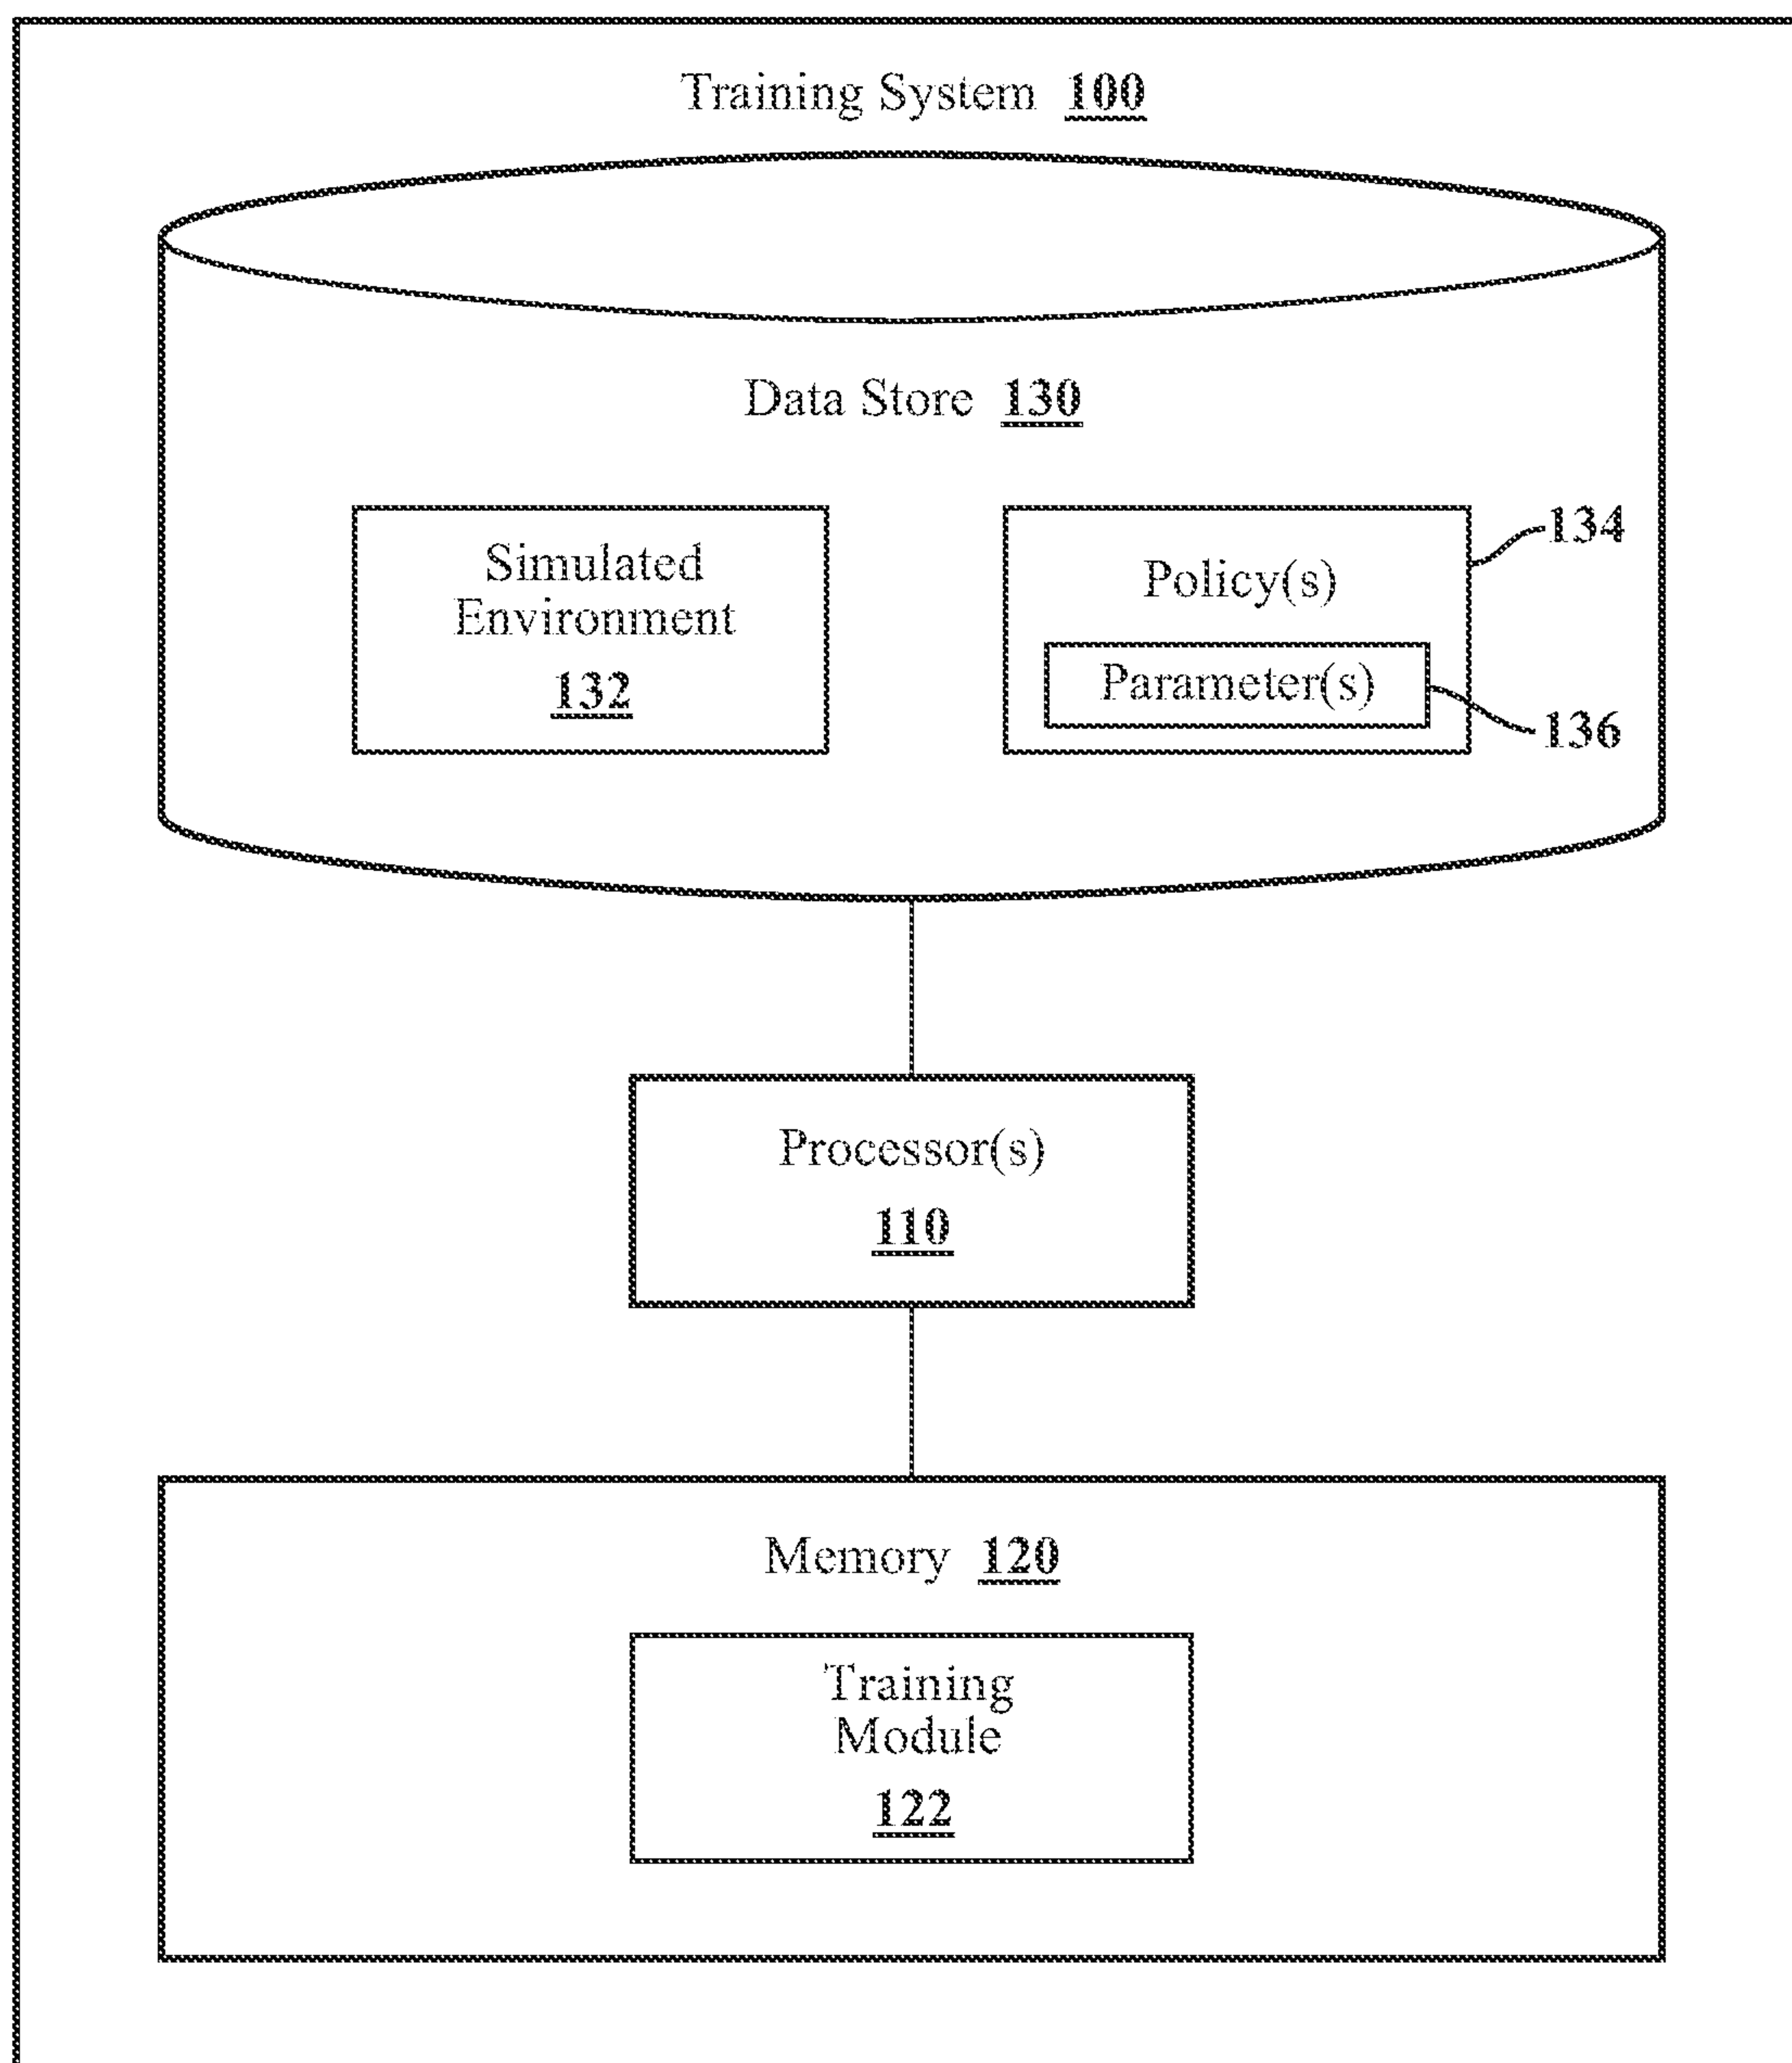 Training System 100
Data Store 130
Simulated
Environment
132
Policy(s)
134
Parameter(s)
136
Processor(s)
110
Memory 120
Training
Module
122